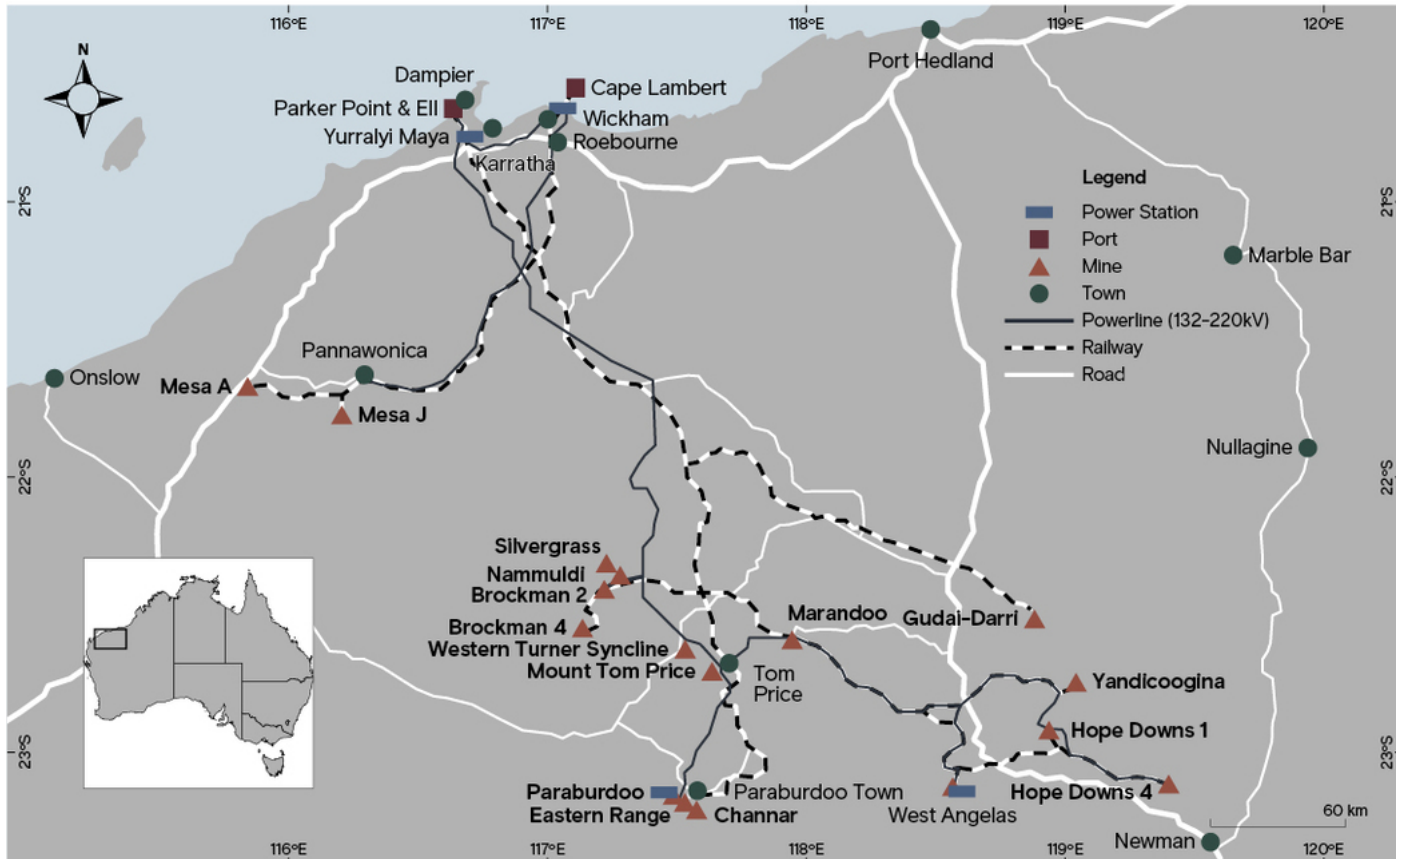 116°E
117°E
118°E
119°E
120°E
N
Port Hedland
Dampier
Cape Lambert
Parker Point & EII
Wickham
Yurralyi Maya
Roebourne
Karratha
Legend
Power Station
Port
Mine
Town
Powerline (132-220kV)
Railway
Road
21°S
21°S
Marble Bar
Pannawonica
Onslow
Mesa A
Mesa J
Nullagine
22°S
22°S
Silvergrass
Nammuldi
Brockman 2
Brockman 4
Marandoo
Gudai-Darri
Western Turner Syncline
Mount Tom Price
Tom
Price
Yandicoogina
Hope Downs 1
23°S
23°S
Paraburdoo
Paraburdoo Town
Hope Downs 4
Eastern Range
Channar
West Angelas
60 km
Newman
116°E
117°E
118°E
119°E
120°E